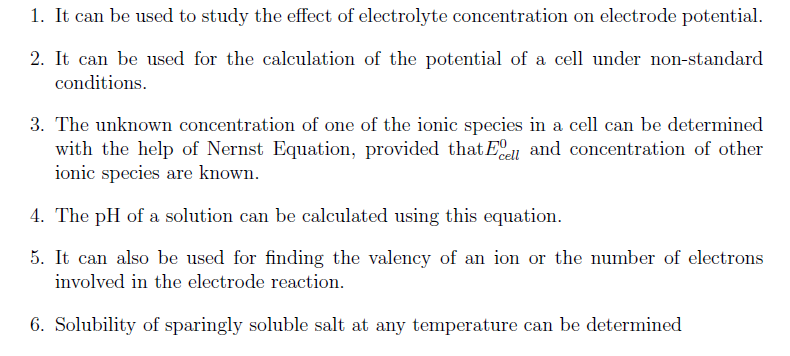 1. It can be used to study the effect of electrolyte concentration on electrode potential.
2. It can be used for the calculation of the potential of a cell under non-standard
conditions.
3. The unknown concentration of one of the ionic species in a cell can be determined
with the help of Nernst Equation, provided that$E^0_{cell}$ and concentration of other
ionic species are known.
4. The pH of a solution can be calculated using this equation.
5. It can also be used for finding the valency of an ion or the number of electrons
involved in the electrode reaction.
6. Solubility of sparingly soluble salt at any temperature can be determined